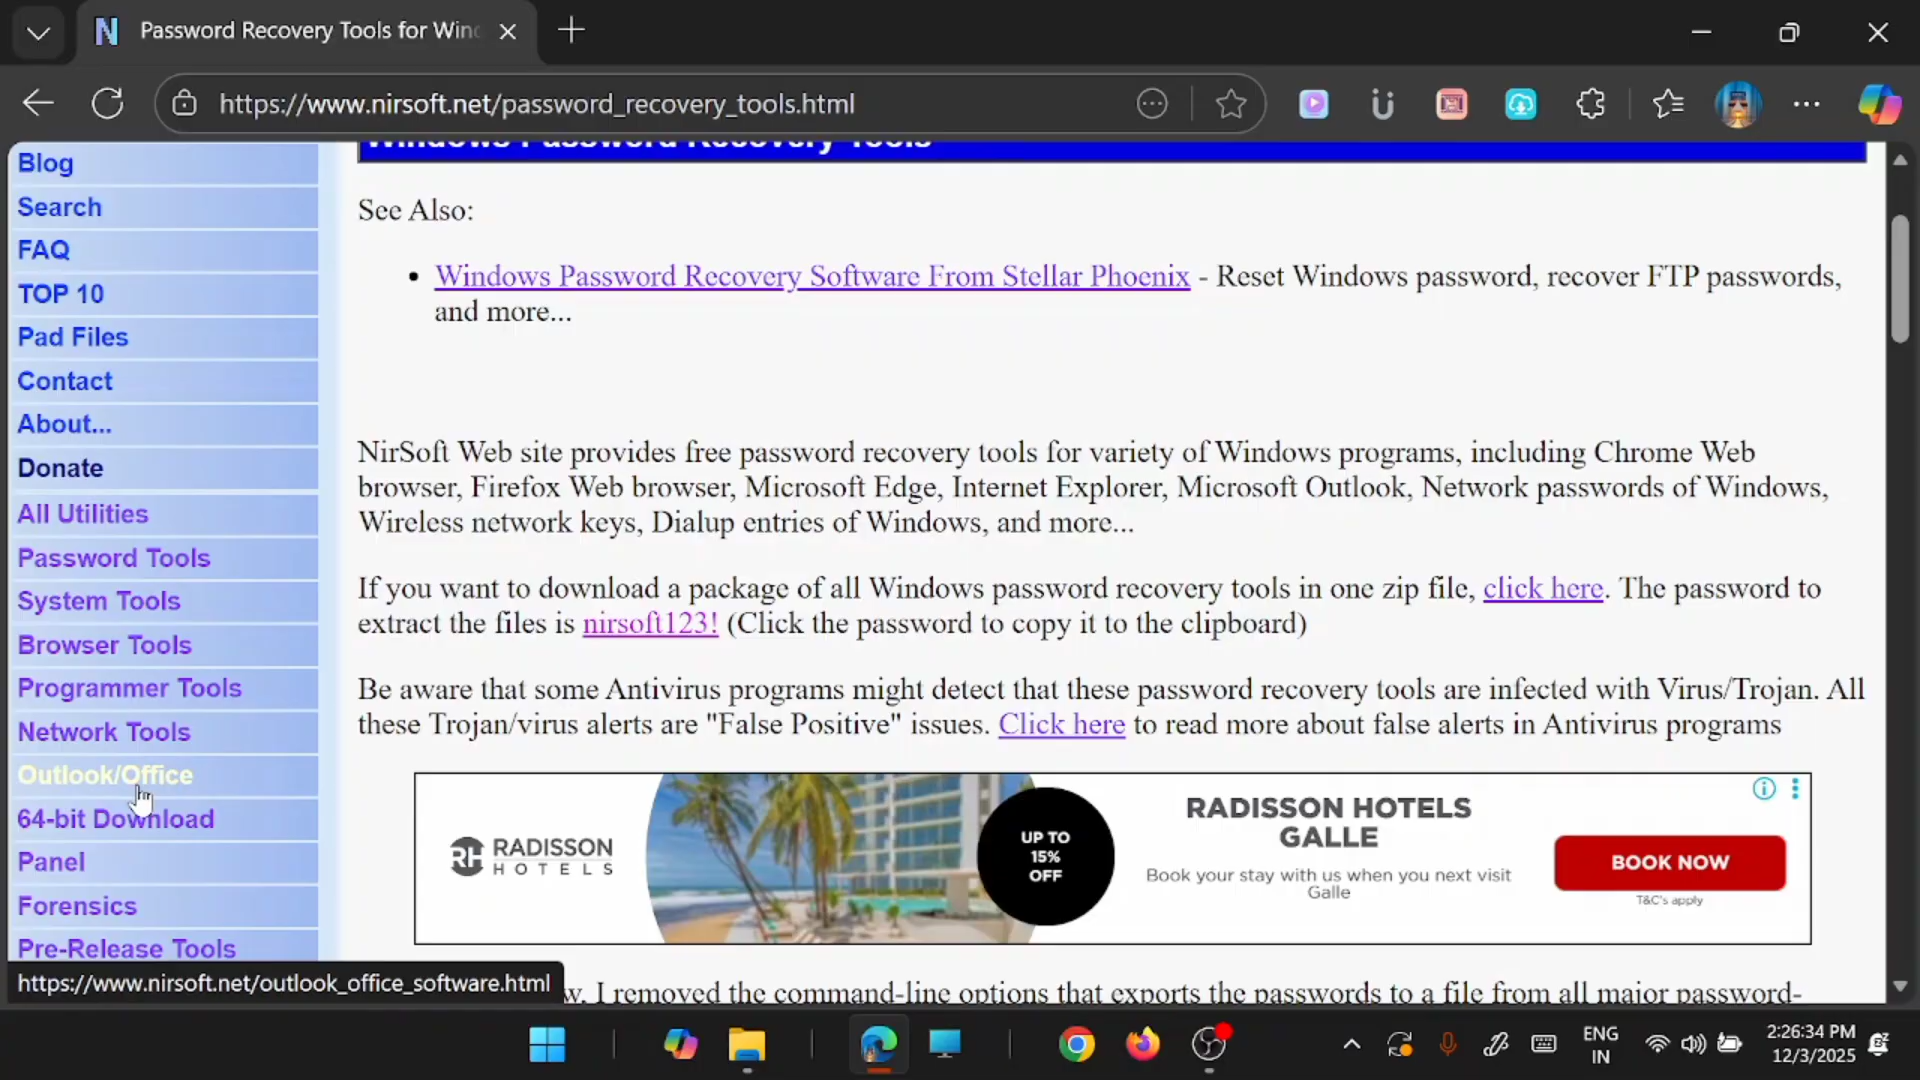 Password Recovery Tools for Wind
https://www.nirsoft.net/password_recovery_tools.html
Windows Password Recovery Tools
Blog
Search
FAQ
TOP 10
Pad Files
Contact
About...
Donate
All Utilities
Password Tools
System Tools
Browser Tools
Programmer Tools
Network Tools
Outlook/Office
64-bit Download
Panel
Forensics
Pre-Release Tools
See Also:
Windows Password Recovery Software From Stellar Phoenix - Reset Windows password, recover FTP passwords,
and more...
NirSoft Web site provides free password recovery tools for variety of Windows programs, including Chrome Web
browser, Firefox Web browser, Microsoft Edge, Internet Explorer, Microsoft Outlook, Network passwords of Windows,
Wireless network keys, Dialup entries of Windows, and more...
If you want to download a package of all Windows password recovery tools in one zip file, click here. The password to
extract the files is nirsoft123! (Click the password to copy it to the clipboard)
Be aware that some Antivirus programs might detect that these password recovery tools are infected with Virus/Trojan. All
these Trojan/virus alerts are "False Positive" issues. Click here to read more about false alerts in Antivirus programs
RH RADISSON
HOTELS
UP TO
15%
OFF
RADISSON HOTELS
GALLE
Book your stay with us when you next visit
Galle
BOOK NOW
T&C's apply
w, I removed the command-line options that exports the passwords to a file from all major password-
https://www.nirsoft.net/outlook_office_software.html
ENG
IN
2:26:34 PM
12/3/2025